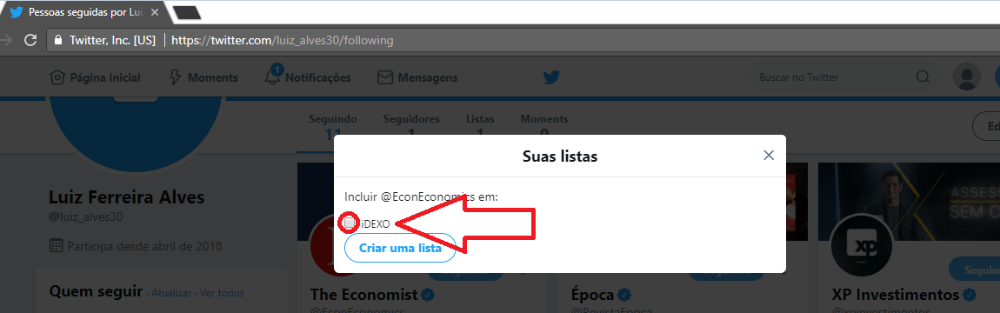 Pessoas seguidas por Lui
Twitter, Inc. [US] https://twitter.com/luiz_alves30/following
Página Inicial Moments 1 Notificações Mensagens Buscar no Twitter
Seguindo Seguidores Listas Moments
11 1 1 0
Ed
Suas listas
Luiz Ferreira Alves
@luiz_alves30
Participa desde abril de 2018
Quem seguir · Atualizar · Ver todos
Incluir @EconEconomics em:
iDEXO
Criar uma lista
ASSES
SEM C
xp
Seguindo
The Economist
Época
XP Investimentos
@EconEconomics
@RevistaEpoca
@xpinvestimentos